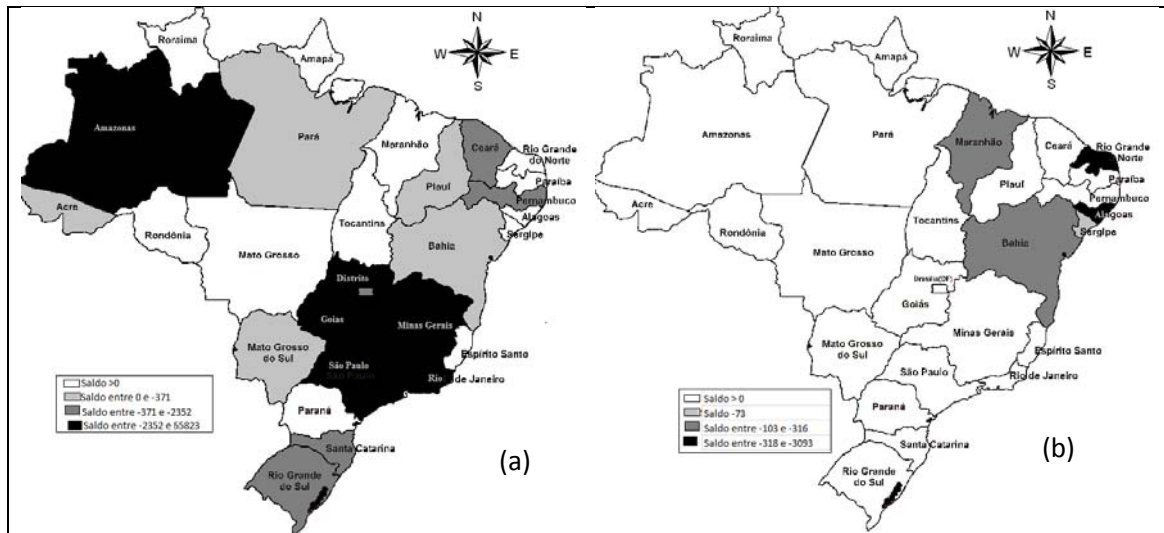 N
W
E
S
Roraima
Amapá
Amazonas
Pará
Maranhão
Ceará
Rio Grande
do Norte
Paraíba
Piauí
Pernambuco
Alagoas
Sergipe
Acre
Tocantins
Rondônia
Bahia
Mato Grosso
Distrito
Goias
Minas Gerais
Mato Grosso
do Sul
Espírito Santo
São Paulo
São Paulo
Rio de Janeiro
Paraná
Santa Catarina
Rio Grande
do Sul
Saldo >0
Saldo entre 0 e -371
Saldo entre -371 e -2352
Saldo entre -2352 e 55823
(a)
N
W
E
S
Roraima
Amapá
Amazonas
Pará
Maranhão
Ceará
Rio Grande
do Norte
Paraíba
Piauí
Pernambuco
Alagoas
Sergipe
Acre
Tocantins
Rondônia
Bahia
Mato Grosso
Brasília(DF)
Goiás
Minas Gerais
Mato Grosso
do Sul
Espírito Santo
São Paulo
Rio de Janeiro
Paraná
Santa Catarina
Rio Grande
do Sul
Saldo > 0
Saldo -73
Saldo entre -103 e -316
Saldo entre -318 e -3093
(b)